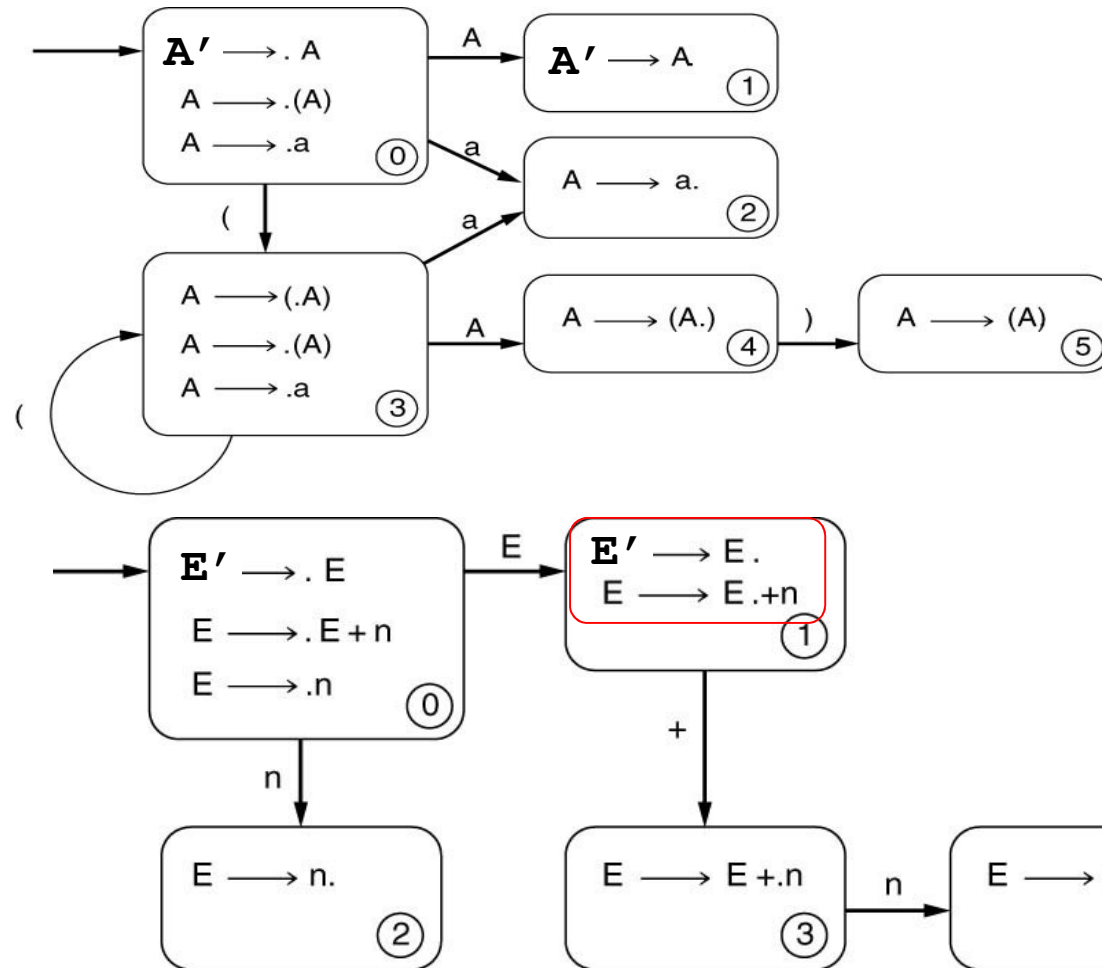 A' ⟶ . A
A ⟶ .(A)
A ⟶ .a
0
A
A' ⟶ A.
1
a
A ⟶ a.
2
(
a
A ⟶ (.A)
A ⟶ .(A)
A ⟶ .a
3
(
A
A ⟶ (A.)
4
)
A ⟶ (A)
5
E' ⟶ . E
E ⟶ . E + n
E ⟶ .n
0
E
E' ⟶ E .
E ⟶ E .+n
1
n
+
E ⟶ n.
2
E ⟶ E +.n
3
n
E ⟶